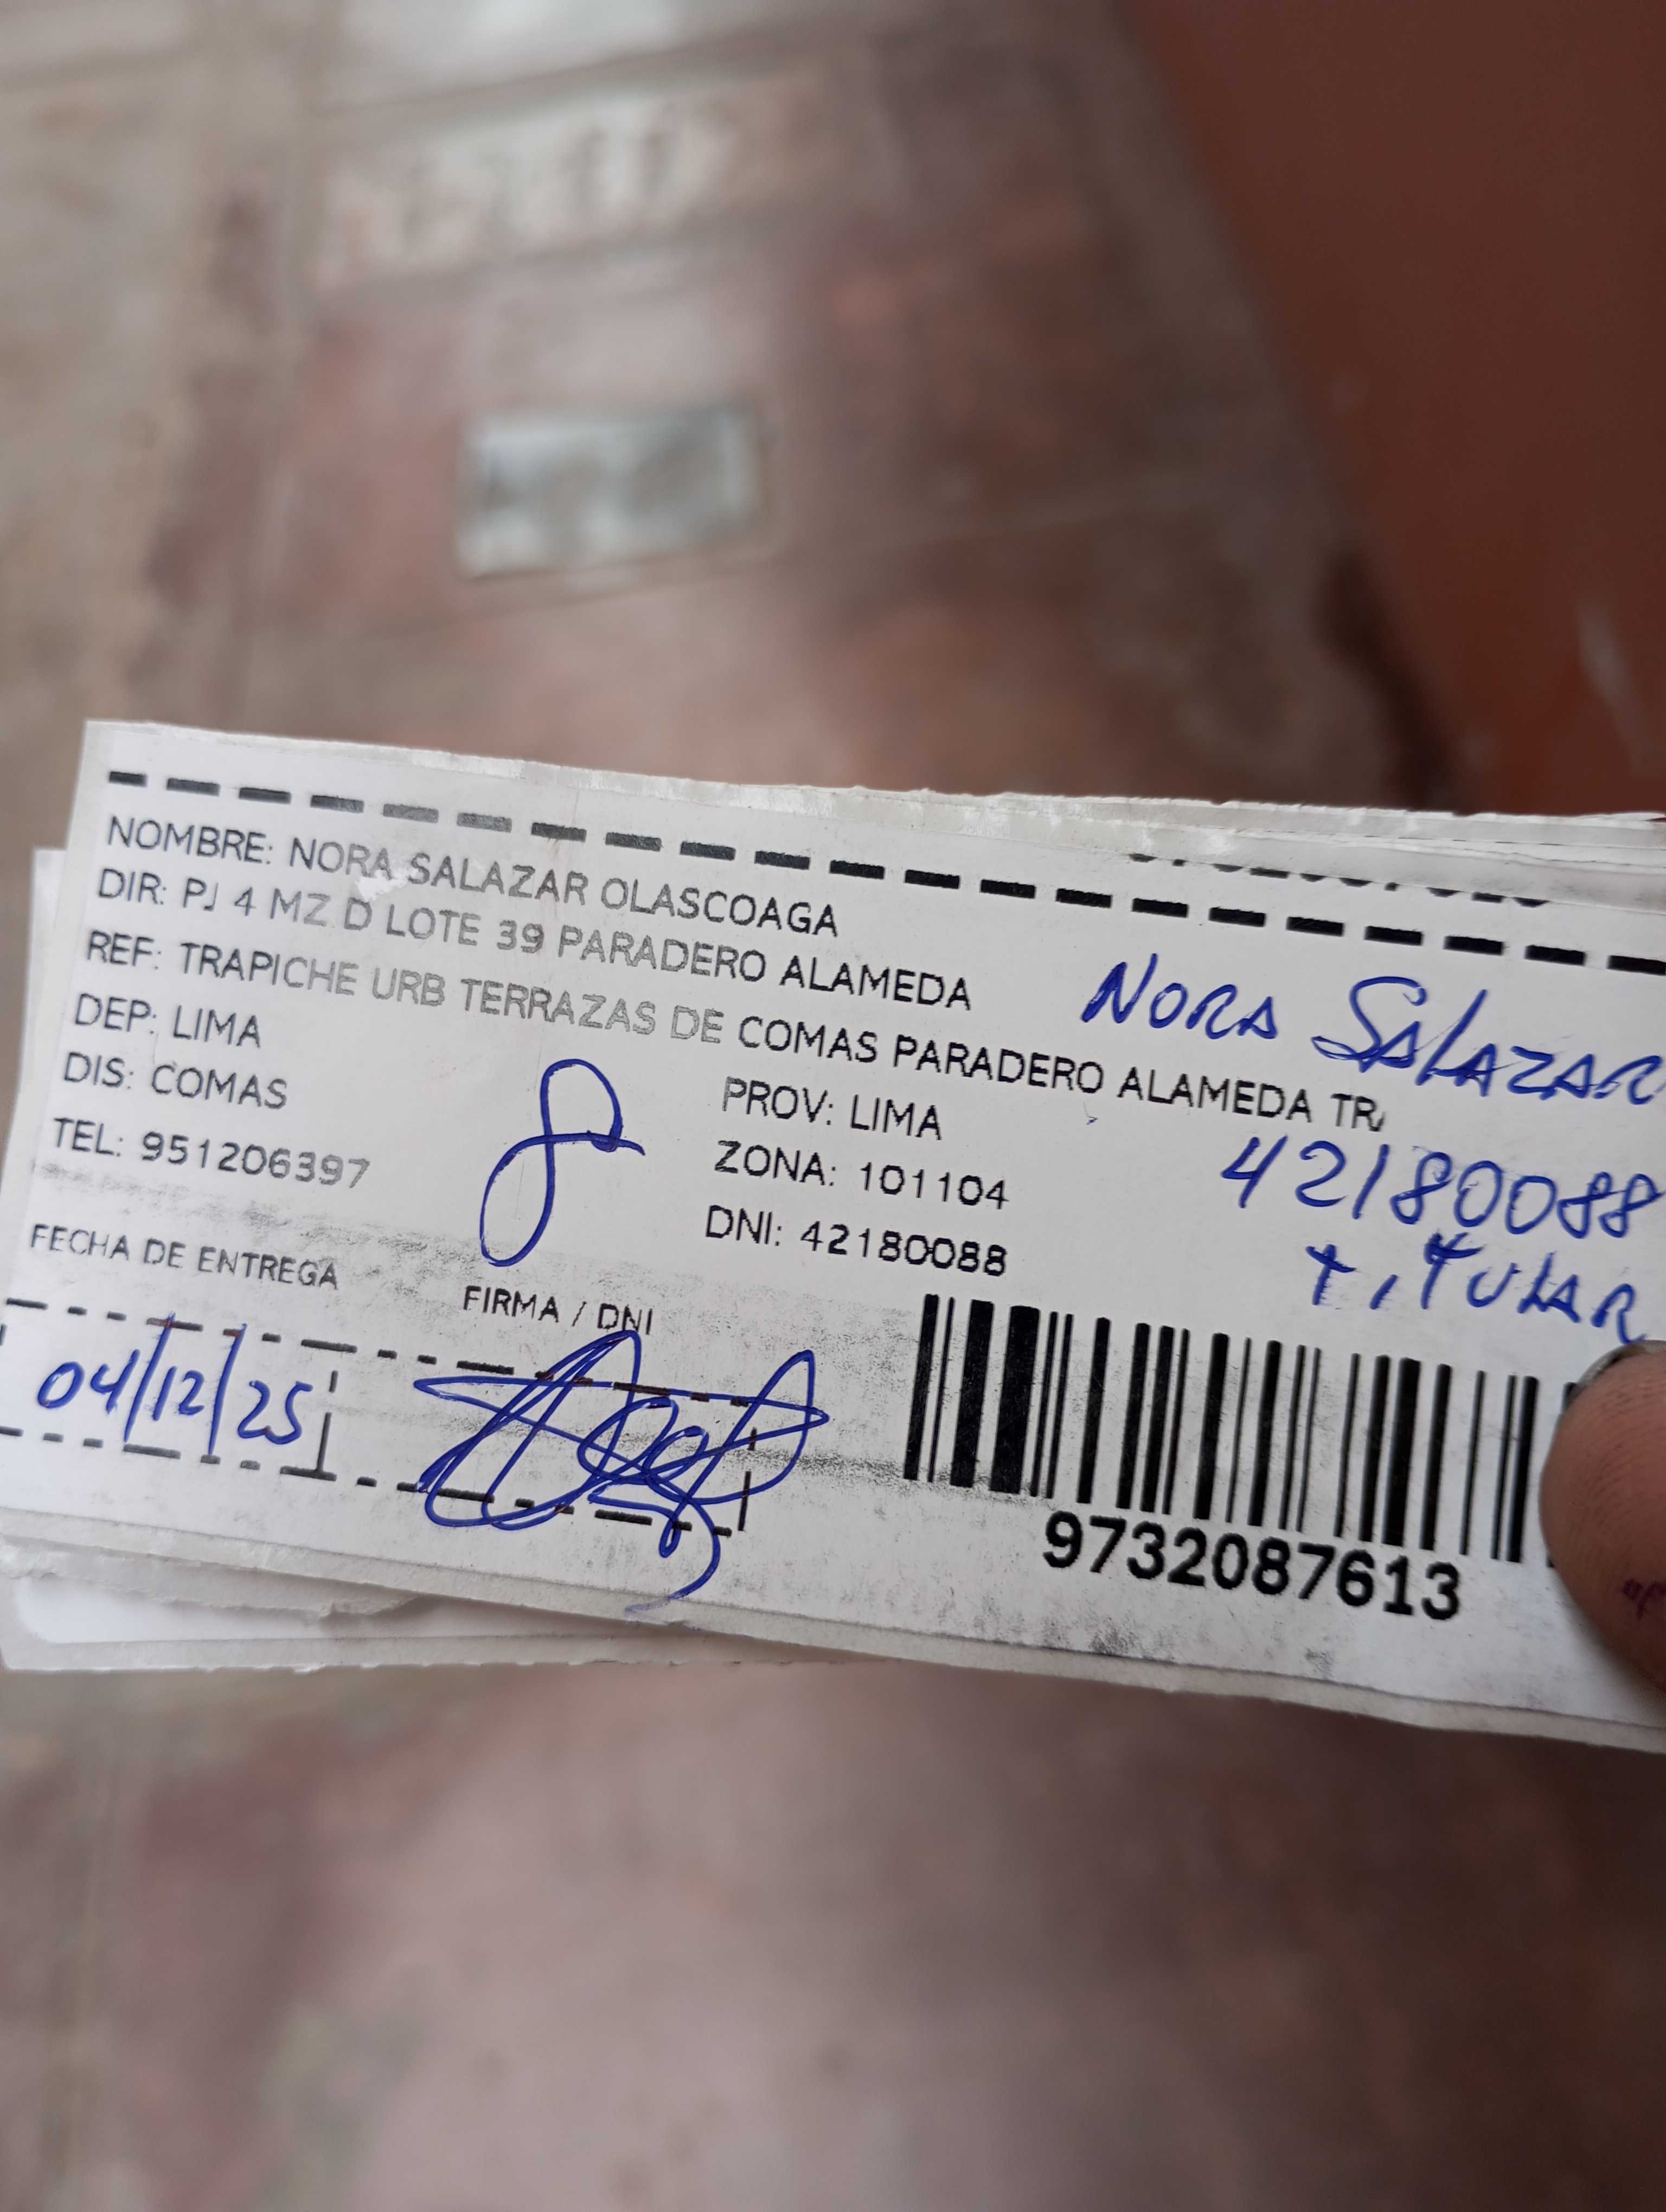 NOMBRE: NORA SALAZAR OLASCOAGA
DIR: PJ 4 MZ D LOTE 39 PARADERO ALAMEDA
REF: TRAPICHE URB TERRAZAS DE COMAS PARADERO ALAMEDA TR
DEP: LIMA
PROV: LIMA
DIS: COMAS
ZONA: 101104
TEL: 951206397
DNI: 42180088
NORA SALAZAR
42180088
TITULAR
8
FECHA DE ENTREGA
FIRMA / DNI
04/12/25
9732087613